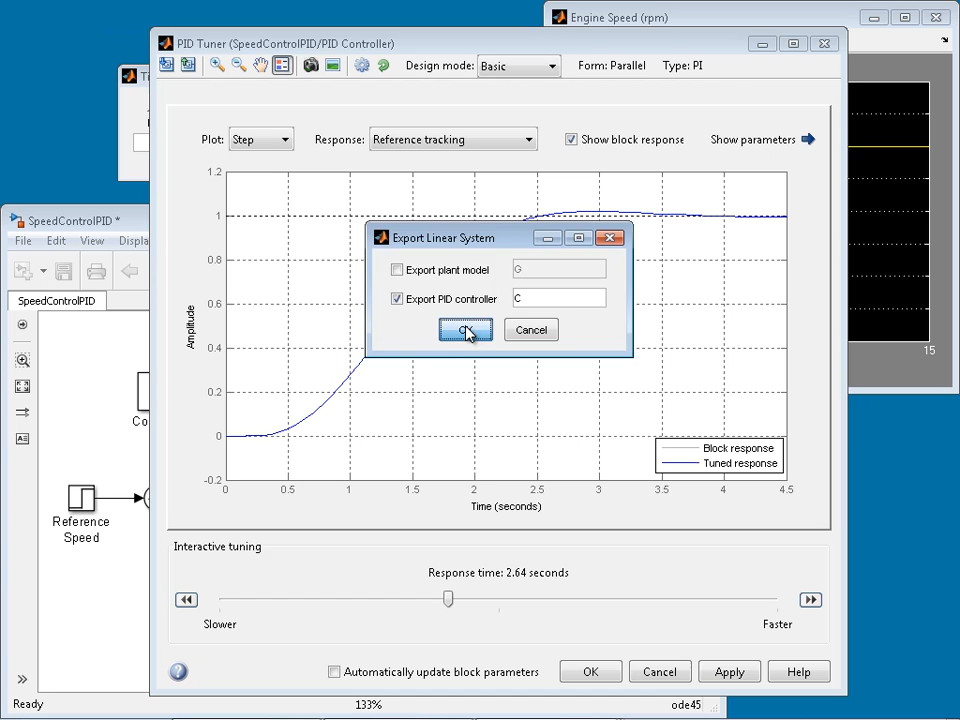 Engine Speed (rpm)
PID Tuner (SpeedControlPID/PID Controller)
Design mode: Basic Form: Parallel Type: PI
Plot: Step Response: Reference tracking Show block response Show parameters
SpeedControlPID *
File Edit View
SpeedControlPID
Amplitude
1.2
1
0.8
0.6
0.4
0.2
0
-0.2
0 0.5 1 1.5 2 2.5 3 3.5 4 4.5
Time (seconds)
Block response
Tuned response
15
Export Linear System
Export plant model G
Export PID controller C
Cancel
Reference
Speed
Interactive tuning
Response time: 2.64 seconds
Slower Faster
Automatically update block parameters OK Cancel Apply Help
Ready 133% ode45